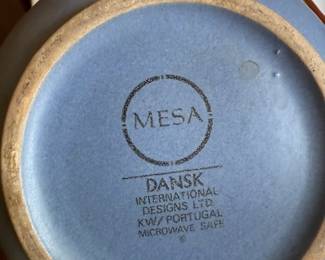 MESA
DANSK
INTERNATIONAL
DESIGNS LTD.
KW/PORTUGAL
MICROWAVE SAFE
©